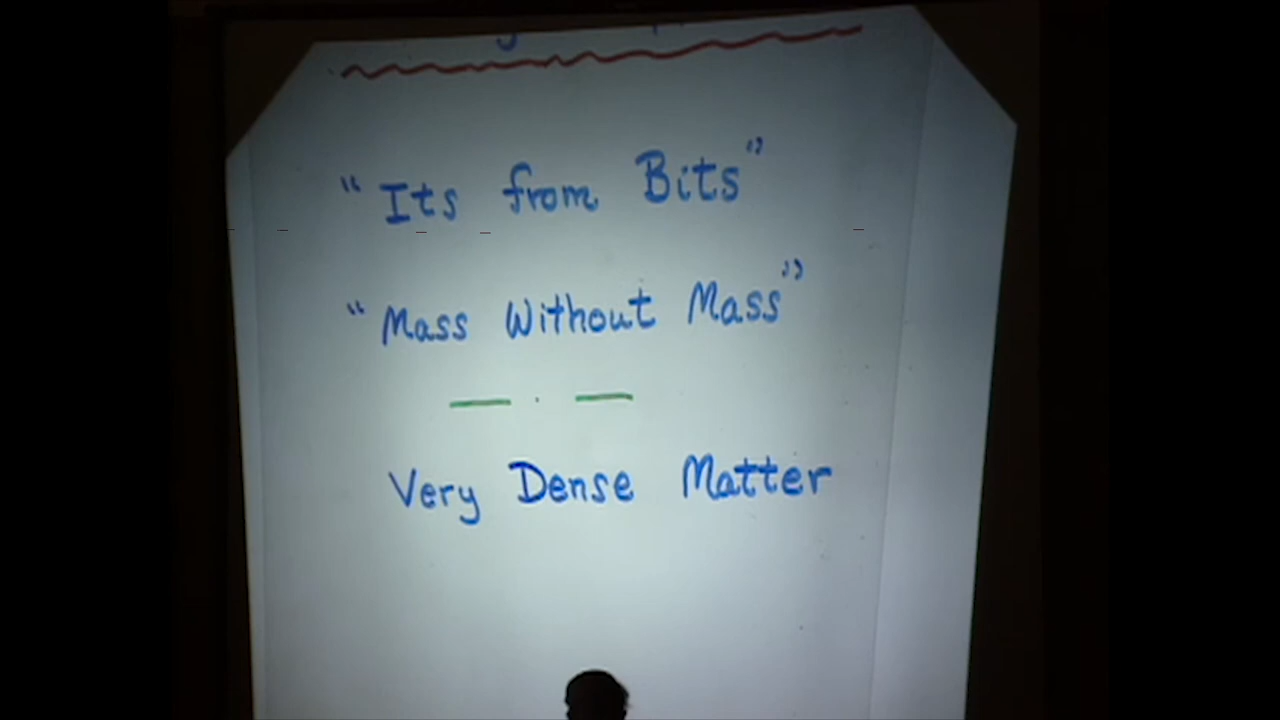 "Its from Bits"
"Mass Without Mass"
Very Dense Matter